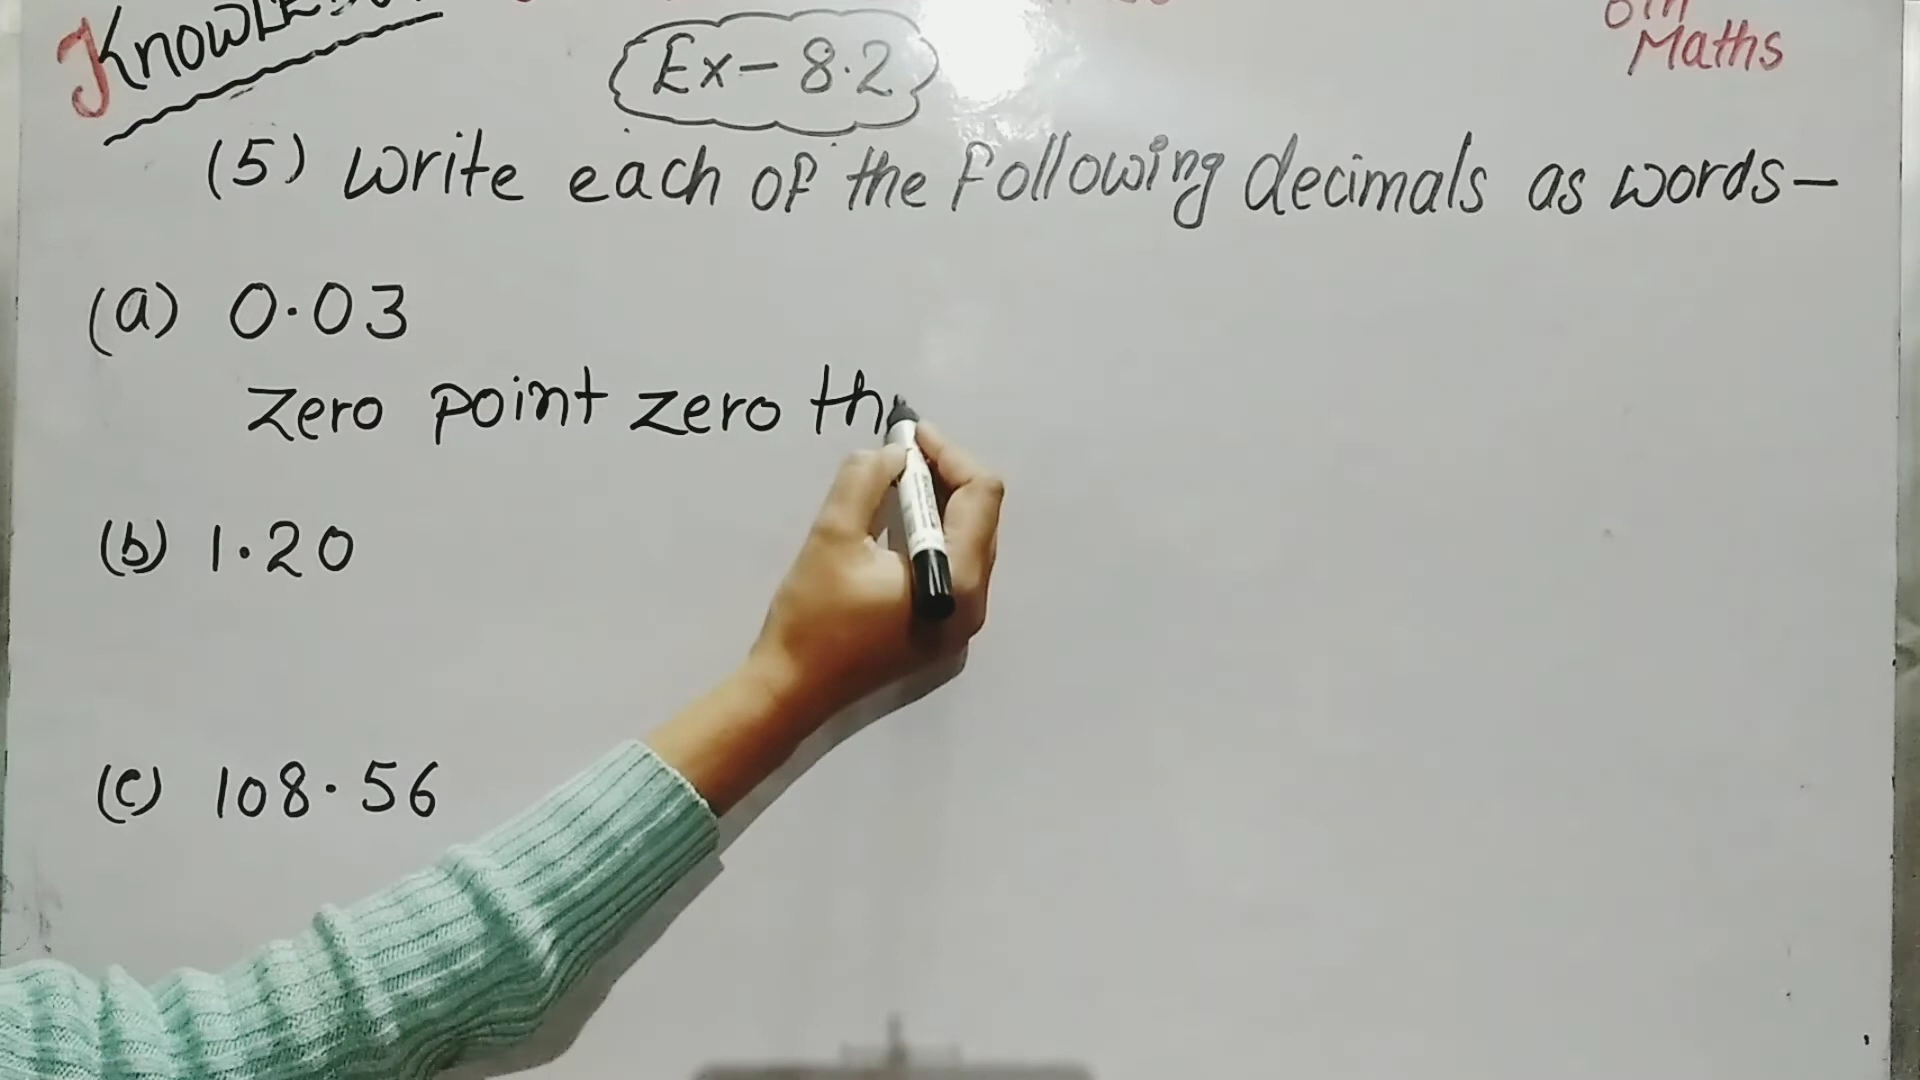 Ex-8.2
Maths
(5) Write each of the following decimals as words-
(a) 0.03
Zero point zero th
(b) 1.20
(c) 108.56